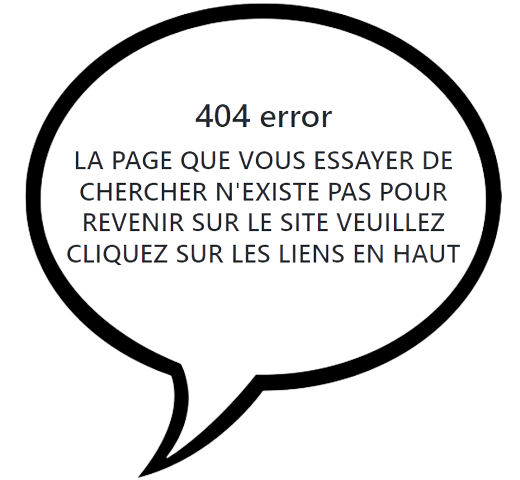 404 error
LA PAGE QUE VOUS ESSAYER DE
CHERCHER N'EXISTE PAS POUR
REVENIR SUR LE SITE VEUILLEZ
CLIQUEZ SUR LES LIENS EN HAUT